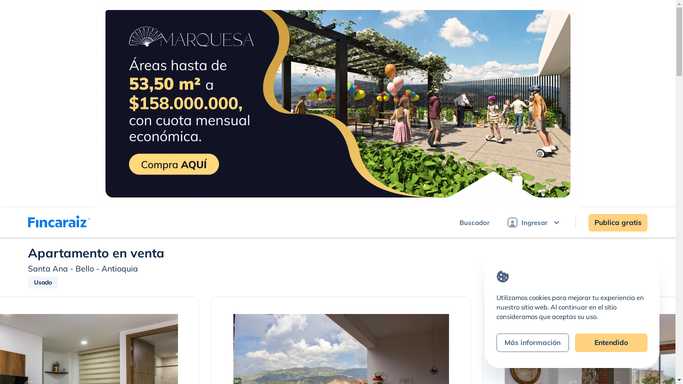 MARQUESA
Áreas hasta de
53,50 m² a
$158.000.000,
con cuota mensual
económica.
Compra AQUÍ
Fincaraiz
Buscador
Ingresar
Publica gratis
Apartamento en venta
Santa Ana - Bello - Antioquia
Usado
Utilizamos cookies para mejorar tu experiencia en
nuestro sitio web. Al continuar en el sitio
consideramos que aceptas su uso.
Más información
Entendido